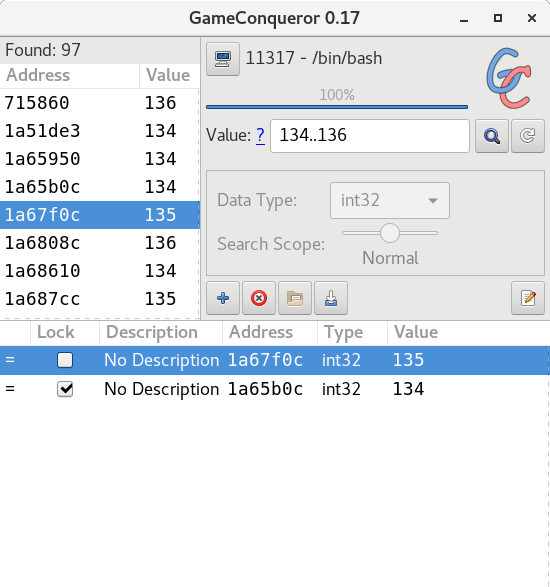 GameConqueror 0.17
Found: 97
Address Value
715860 136
1a51de3 134
1a65950 134
1a65b0c 134
1a67f0c 135
1a6808c 136
1a68610 134
1a687cc 135
11317 - /bin/bash
100%
Value: ? 134..136
Data Type: int32
Search Scope:
Normal
Lock Description Address Type Value
= No Description 1a67f0c int32 135
= No Description 1a65b0c int32 134